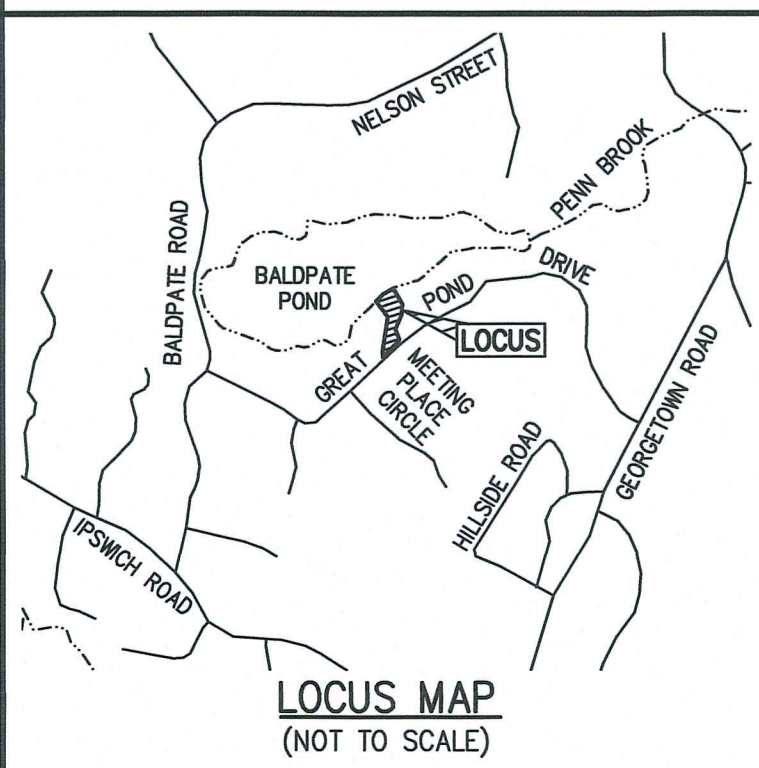 NELSON STREET
PENN BROOK
BALDPATE ROAD
BALDPATE
POND
GREAT POND DRIVE
LOCUS
MEETING
PLACE
CIRCLE
GEORGETOWN ROAD
HILLSIDE ROAD
IPSWICH ROAD
LOCUS MAP
(NOT TO SCALE)